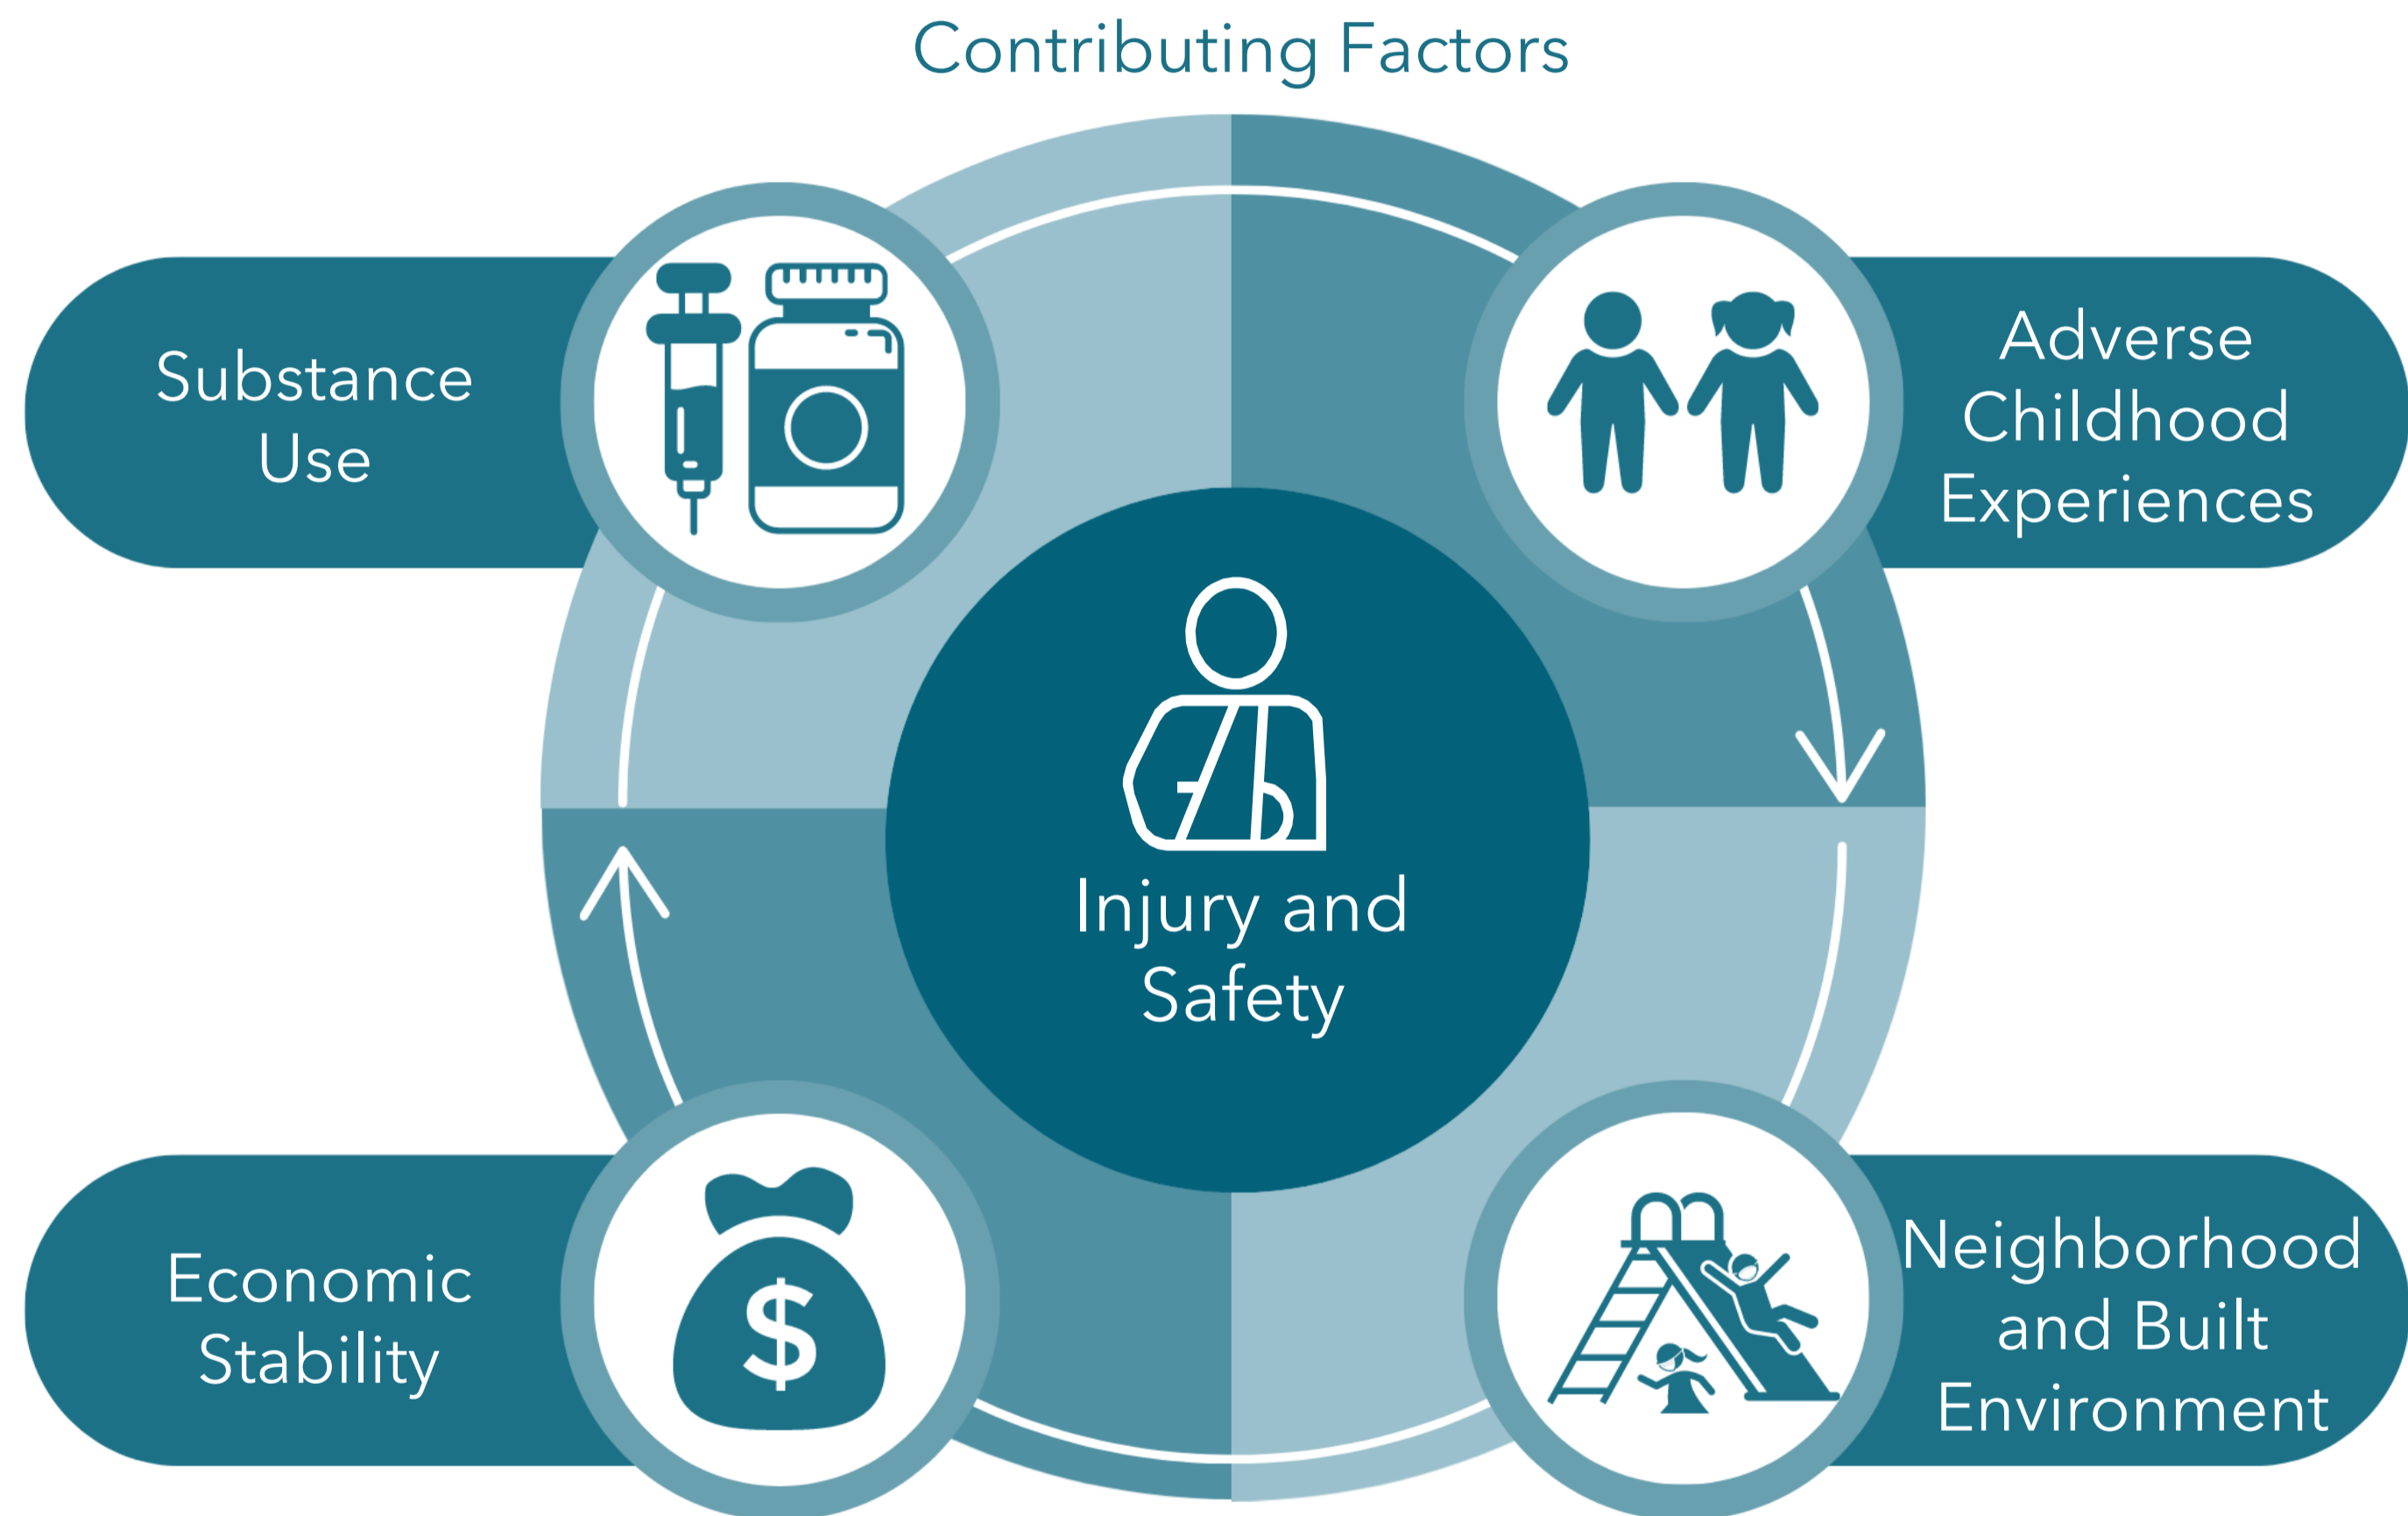 Contributing Factors
Substance
Use
Adverse
Childhood
Experiences
Injury and
Safety
Economic
Stability
$
Neighborhood
and Built
Environment